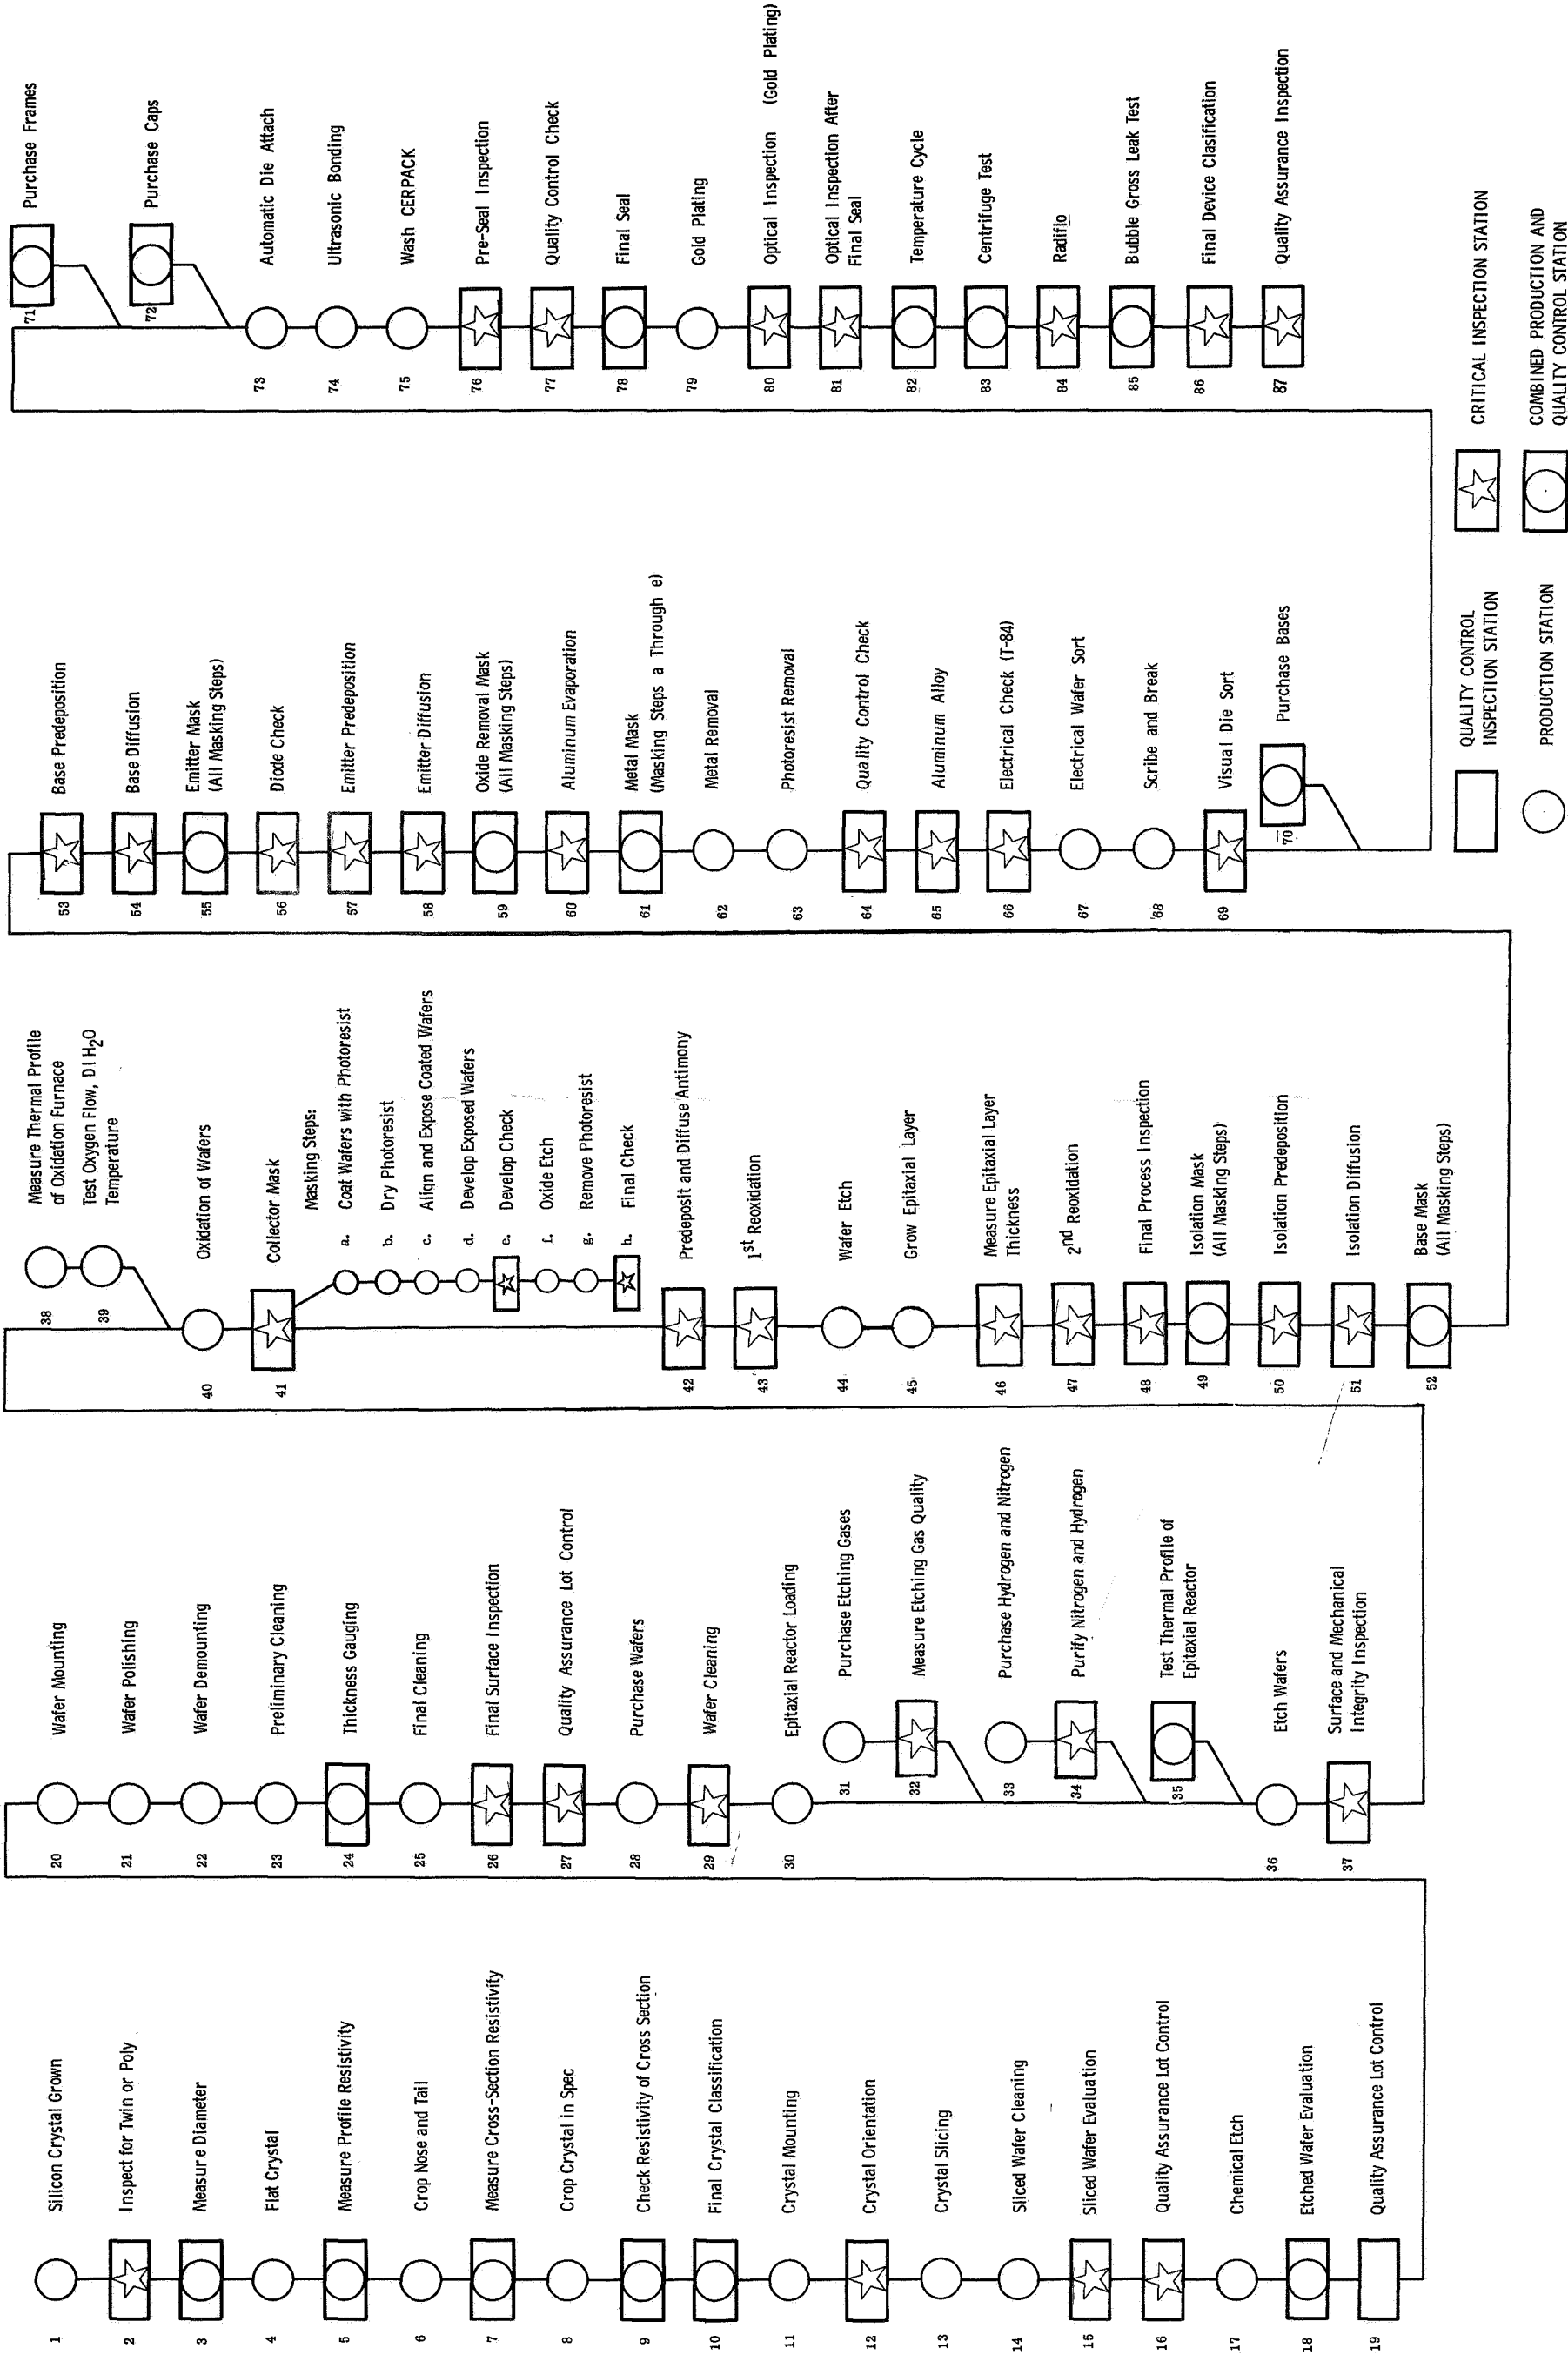 1 Silicon Crystal Grown
2 Inspect for Twin or Poly
3 Measure Diameter
4 Flat Crystal
5 Measure Profile Resistivity
6 Crop Nose and Tail
7 Measure Cross-Section Resistivity
8 Crop Crystal in Spec
9 Check Resistivity of Cross Section
10 Final Crystal Classification
11 Crystal Mounting
12 Crystal Orientation
13 Crystal Slicing
14 Sliced Wafer Cleaning
15 Sliced Wafer Evaluation
16 Quality Assurance Lot Control
17 Chemical Etch
18 Etched Wafer Evaluation
19 Quality Assurance Lot Control
20 Wafer Mounting
21 Wafer Polishing
22 Wafer Demounting
23 Preliminary Cleaning
24 Thickness Gauging
25 Final Cleaning
26 Final Surface Inspection
27 Quality Assurance Lot Control
28 Purchase Wafers
29 Wafer Cleaning
30 Epitaxial Reactor Loading
31 Purchase Etching Gases
32 Measure Etching Gas Quality
33 Purchase Hydrogen and Nitrogen
34 Purify Nitrogen and Hydrogen
35 Test Thermal Profile of
Epitaxial Reactor
36 Etch Wafers
37 Surface and Mechanical
Integrity Inspection
38 Measure Thermal Profile
of Oxidation Furnace
39 Test Oxygen Flow, DI H2O
Temperature
40 Oxidation of Wafers
41 Collector Mask
Masking Steps:
a. Coat Wafers with Photoresist
b. Dry Photoresist
c. Align and Expose Coated Wafers
d. Develop Exposed Wafers
e. Develop Check
f. Oxide Etch
g. Remove Photoresist
h. Final Check
42 Predeposit and Diffuse Antimony
43 1st Reoxidation
44 Wafer Etch
45 Grow Epitaxial Layer
46 Measure Epitaxial Layer
Thickness
47 2nd Reoxidation
48 Final Process Inspection
49 Isolation Mask
(All Masking Steps)
50 Isolation Predeposition
51 Isolation Diffusion
52 Base Mask
(All Masking Steps)
53 Base Predeposition
54 Base Diffusion
55 Emitter Mask
(All Masking Steps)
56 Diode Check
57 Emitter Predeposition
58 Emitter Diffusion
59 Oxide Removal Mask
(All Masking Steps)
60 Aluminum Evaporation
61 Metal Mask
(Masking Steps a Through e)
62 Metal Removal
63 Photoresist Removal
64 Quality Control Check
65 Aluminum Alloy
66 Electrical Check (T-84)
67 Electrical Wafer Sort
68 Scribe and Break
69 Visual Die Sort
70 Purchase Bases
71 Purchase Frames
72 Purchase Caps
73 Automatic Die Attach
74 Ultrasonic Bonding
75 Wash CERPACK
76 Pre-Seal Inspection
77 Quality Control Check
78 Final Seal
79 Gold Plating
80 Optical Inspection (Gold Plating)
81 Optical Inspection After
Final Seal
82 Temperature Cycle
83 Centrifuge Test
84 Radiflo
85 Bubble Gross Leak Test
86 Final Device Clasification
87 Quality Assurance Inspection
QUALITY CONTROL
INSPECTION STATION
CRITICAL INSPECTION STATION
PRODUCTION STATION
COMBINED PRODUCTION AND
QUALITY CONTROL STATION